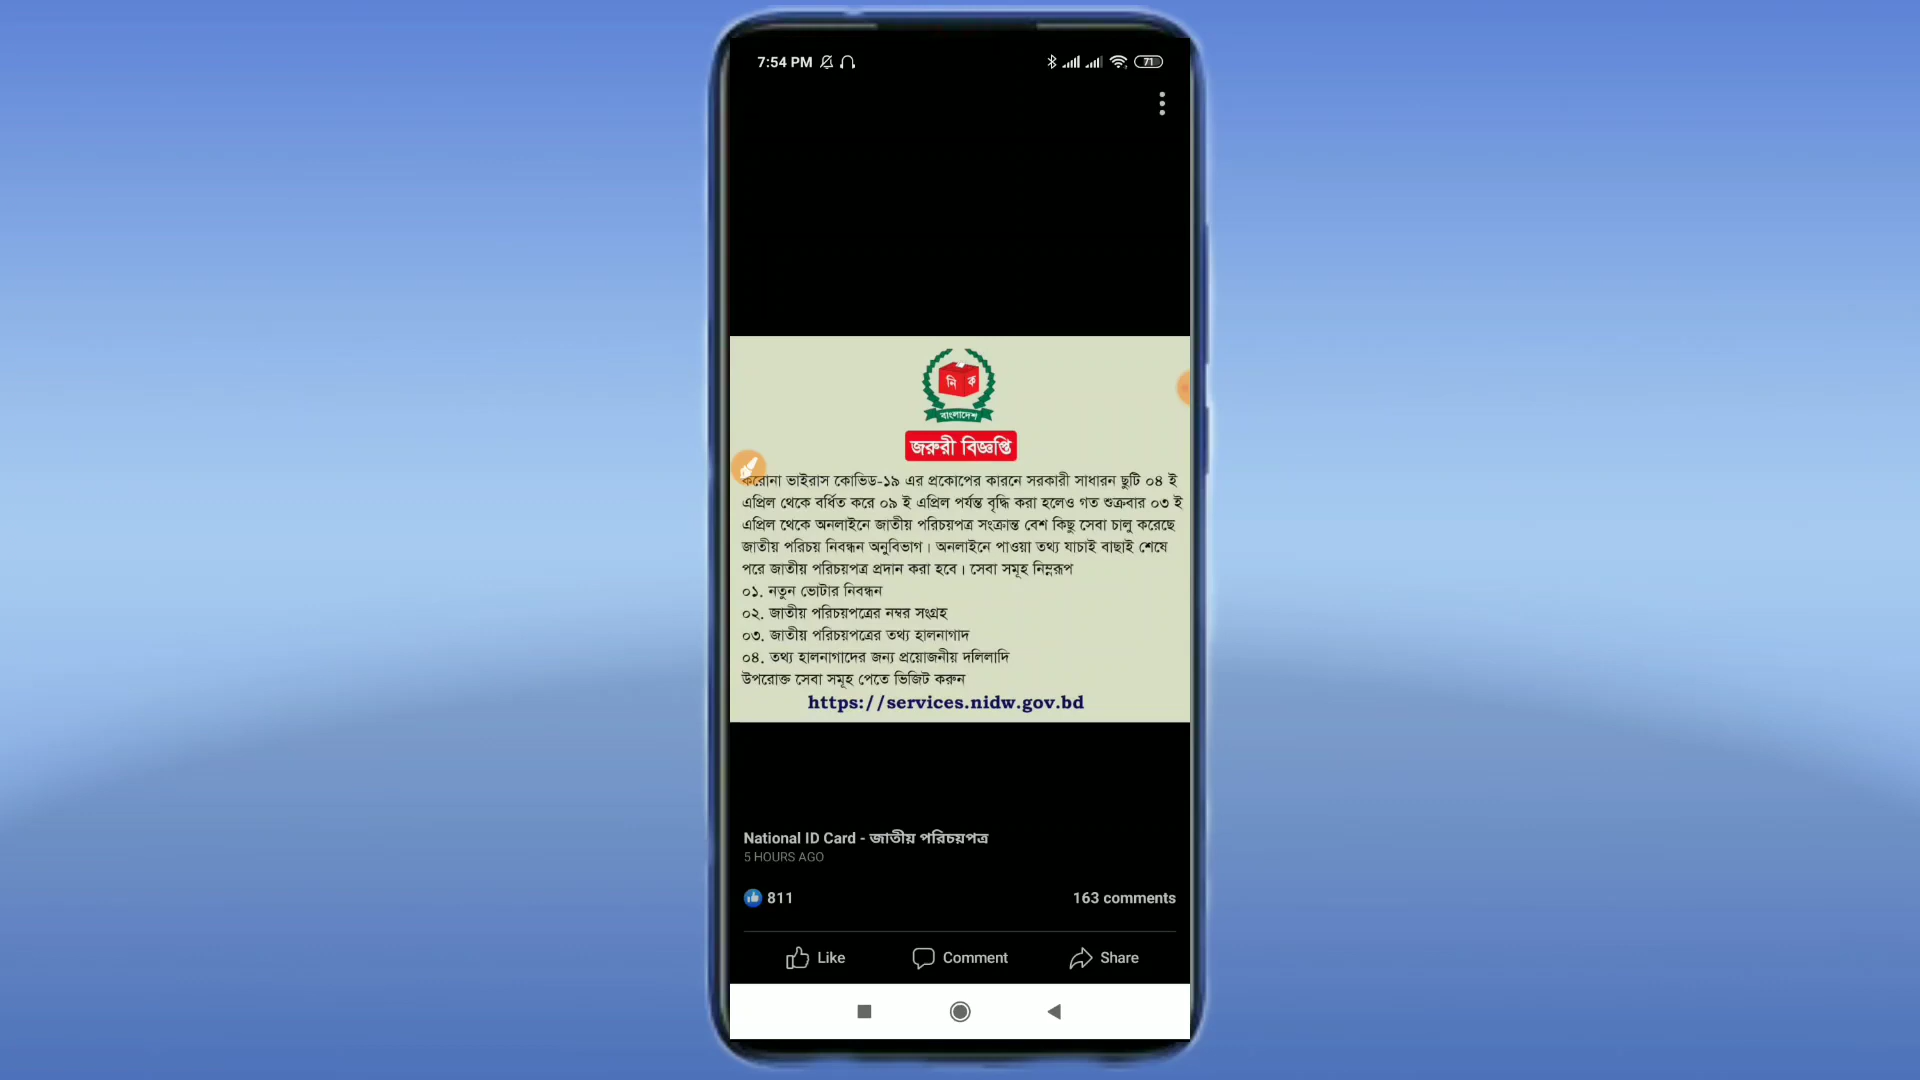 7:54 PM
71
নি ক
বাংলাদেশ
জরুরী বিজ্ঞপ্তি
করোনা ভাইরাস কোভিড-১৯ এর প্রকোপের কারনে সরকারী সাধারন ছুটি ০৪ ই
এপ্রিল থেকে বর্ধিত করে ০৯ ই এপ্রিল পর্যন্ত বৃদ্ধি করা হলেও গত শুক্রবার ০৩ ই
এপ্রিল থেকে অনলাইনে জাতীয় পরিচয়পত্র সংক্রান্ত বেশ কিছু সেবা চালু করেছে
জাতীয় পরিচয় নিবন্ধন অনুবিভাগ। অনলাইনে পাওয়া তথ্য যাচাই বাছাই শেষে
পরে জাতীয় পরিচয়পত্র প্রদান করা হবে। সেবা সমূহ নিম্নরূপ
০১. নতুন ভোটার নিবন্ধন
০২. জাতীয় পরিচয়পত্রের নম্বর সংগ্রহ
০৩. জাতীয় পরিচয়পত্রের তথ্য হালনাগাদ
০৪. তথ্য হালনাগাদের জন্য প্রয়োজনীয় দলিলাদি
উপরোক্ত সেবা সমূহ পেতে ভিজিট করুন
https://services.nidw.gov.bd
National ID Card - জাতীয় পরিচয়পত্র
5 HOURS AGO
811
163 comments
Like Comment Share